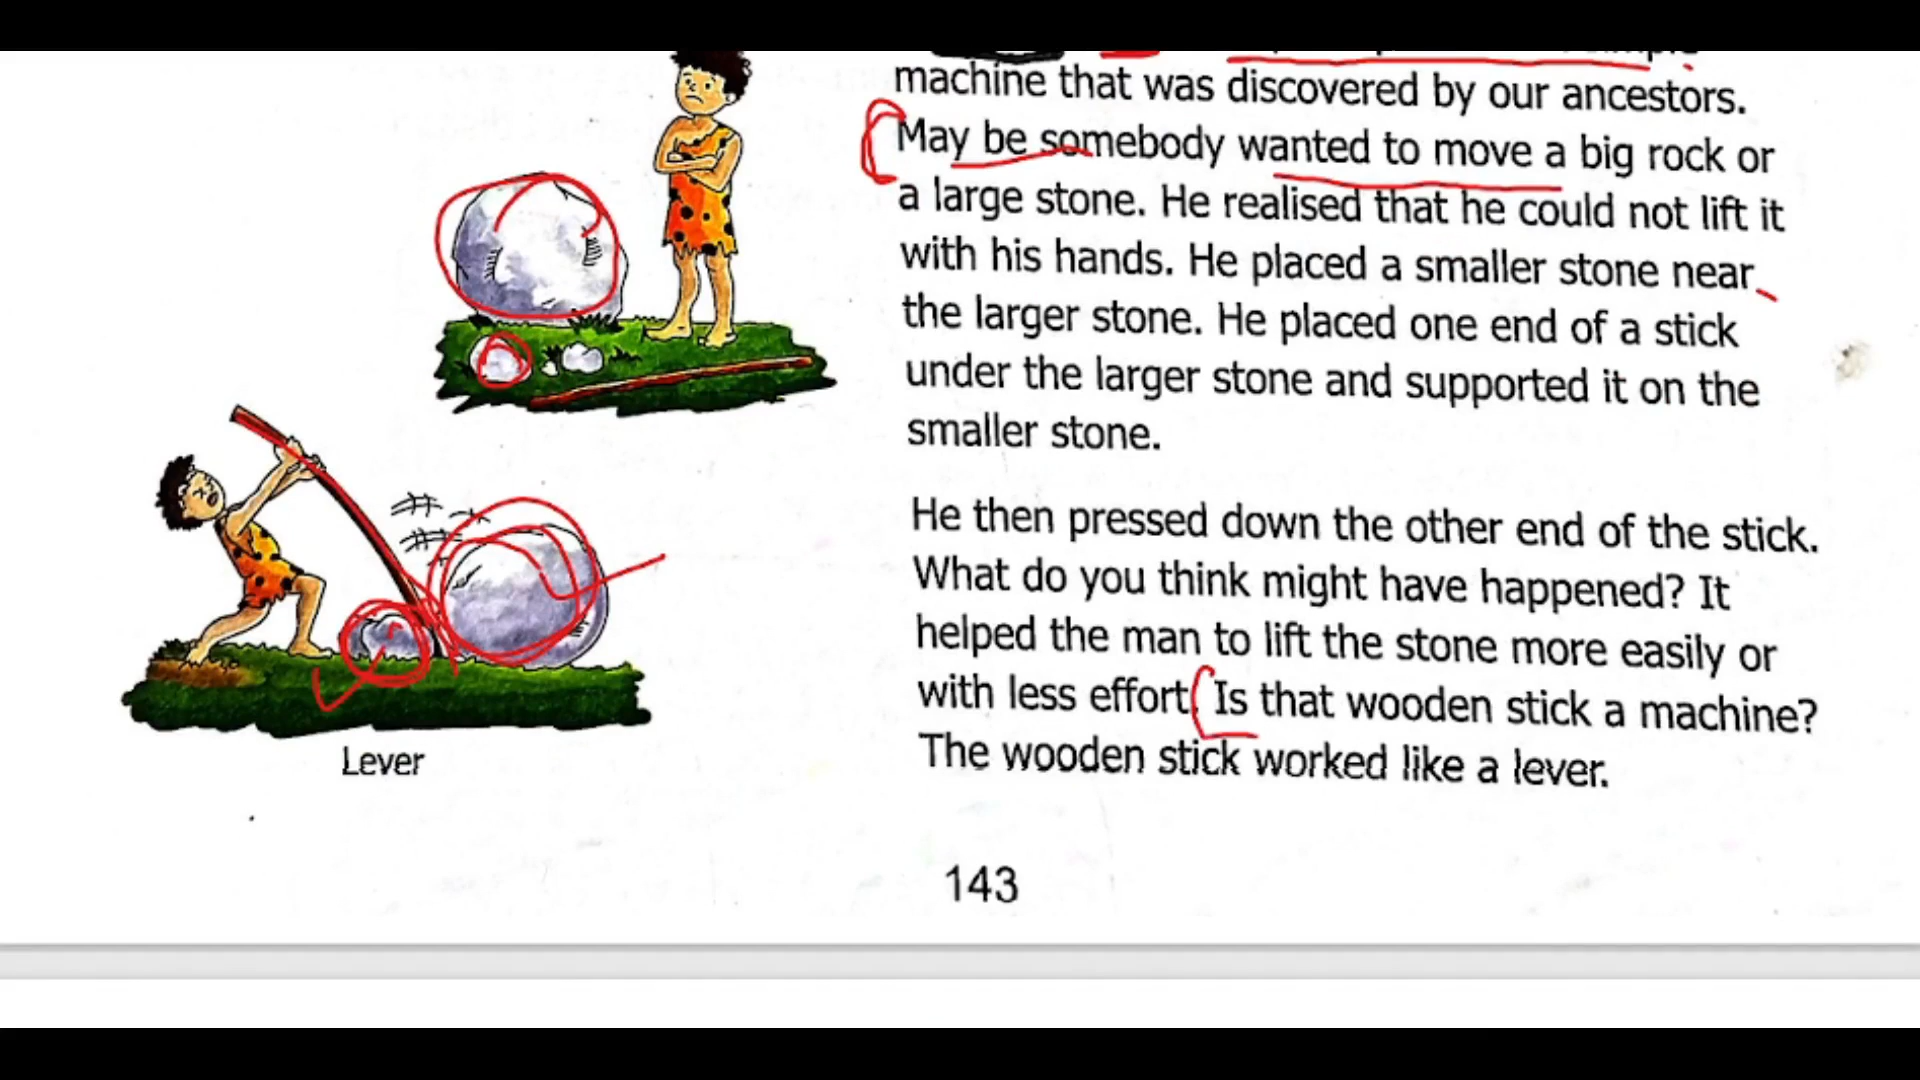 machine that was discovered by our ancestors.
May be somebody wanted to move a big rock or
a large stone. He realised that he could not lift it
with his hands. He placed a smaller stone near
the larger stone. He placed one end of a stick
under the larger stone and supported it on the
smaller stone.
He then pressed down the other end of the stick.
What do you think might have happened? It
helped the man to lift the stone more easily or
with less effort. Is that wooden stick a machine?
The wooden stick worked like a lever.
Lever
143